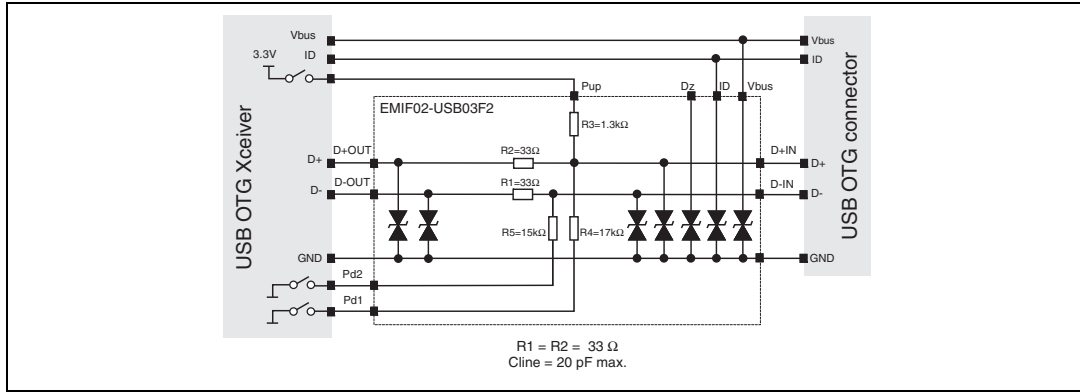 Vbus
Vbus
ID
ID
3.3V
Pup
Dz
ID
Vbus
EMIF02-USB03F2
R3=1.3kΩ
USB OTG Xceiver
USB OTG connector
D+OUT
R2=33Ω
D+IN
D+
D+
D-OUT
R1=33Ω
D-IN
D-
D-
R5=15kΩ
R4=17kΩ
GND
GND
Pd2
Pd1
R1 = R2 = 33 Ω
Cline = 20 pF max.